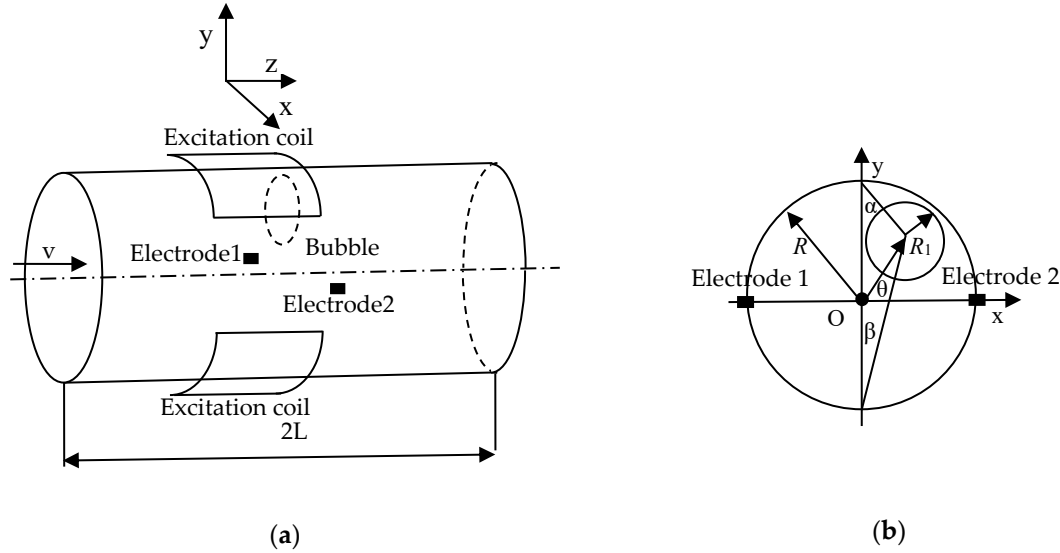 y
z
x
Excitation coil
v
Electrode1
Bubble
Electrode2
Excitation coil
2L
(a)
y
α
R
R1
Electrode 1
Electrode 2
θ
O
x
β
(b)